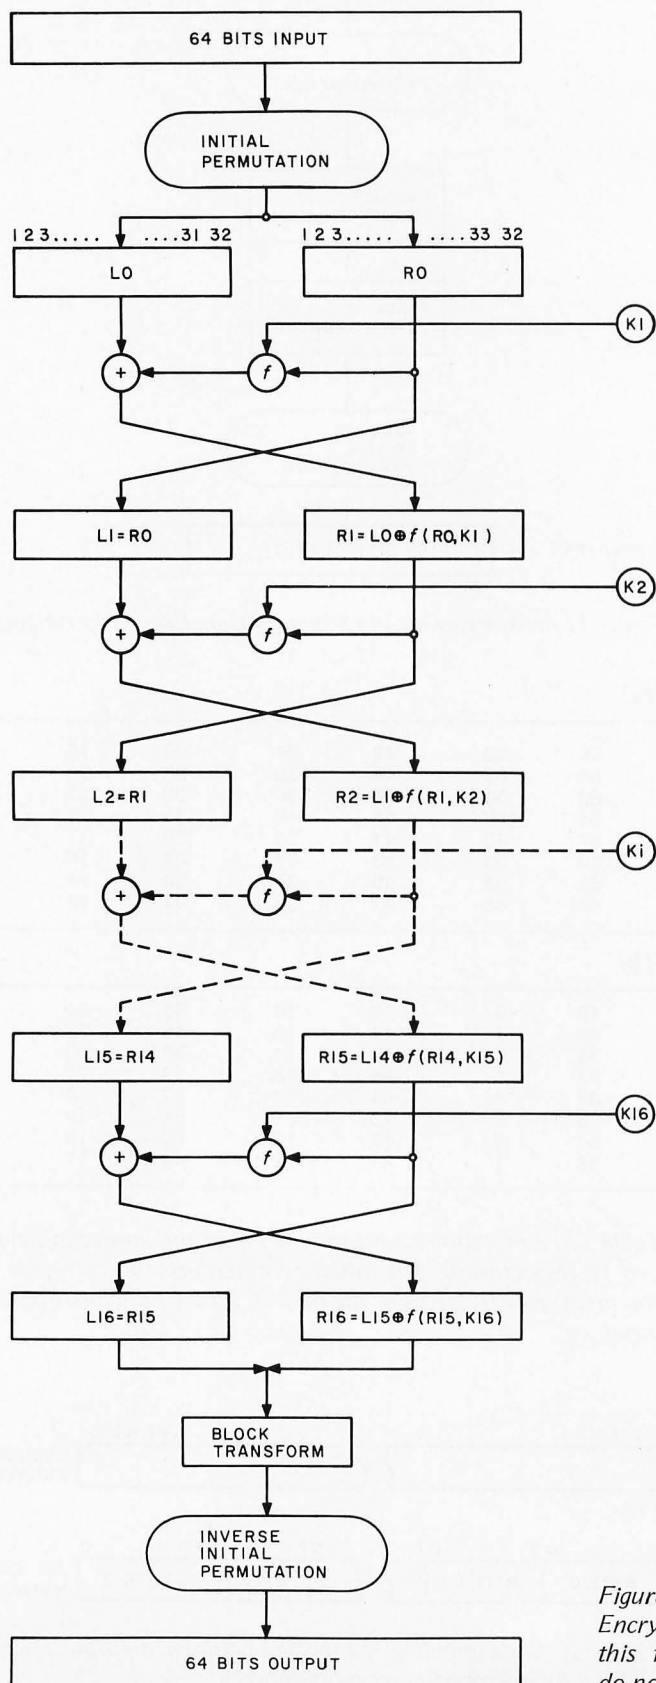 64 BITS INPUT
INITIAL
PERMUTATION
1 2 3 . . . . . . . . . 31 32
1 2 3 . . . . . . . . . 33 32
L0
R0
K1
+
f
L1=R0
R1=L0⊕f(R0,K1)
K2
+
f
L2=R1
R2=L1⊕f(R1,K2)
Ki
+
f
L15=R14
R15=L14⊕f(R14,K15)
K16
+
f
L16=R15
R16=L15⊕f(R15,K16)
BLOCK
TRANSFORM
INVERSE
INITIAL
PERMUTATION
64 BITS OUTPUT
Figure
Encry
this f